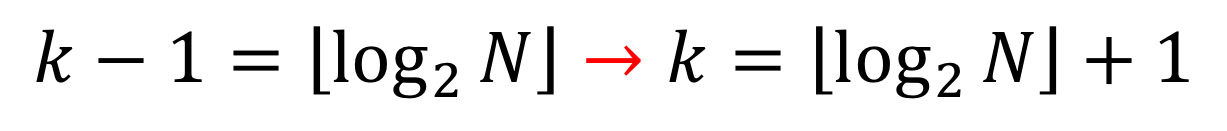 k − 1 = ⌊log₂ N⌋ → k = ⌊log₂ N⌋ + 1